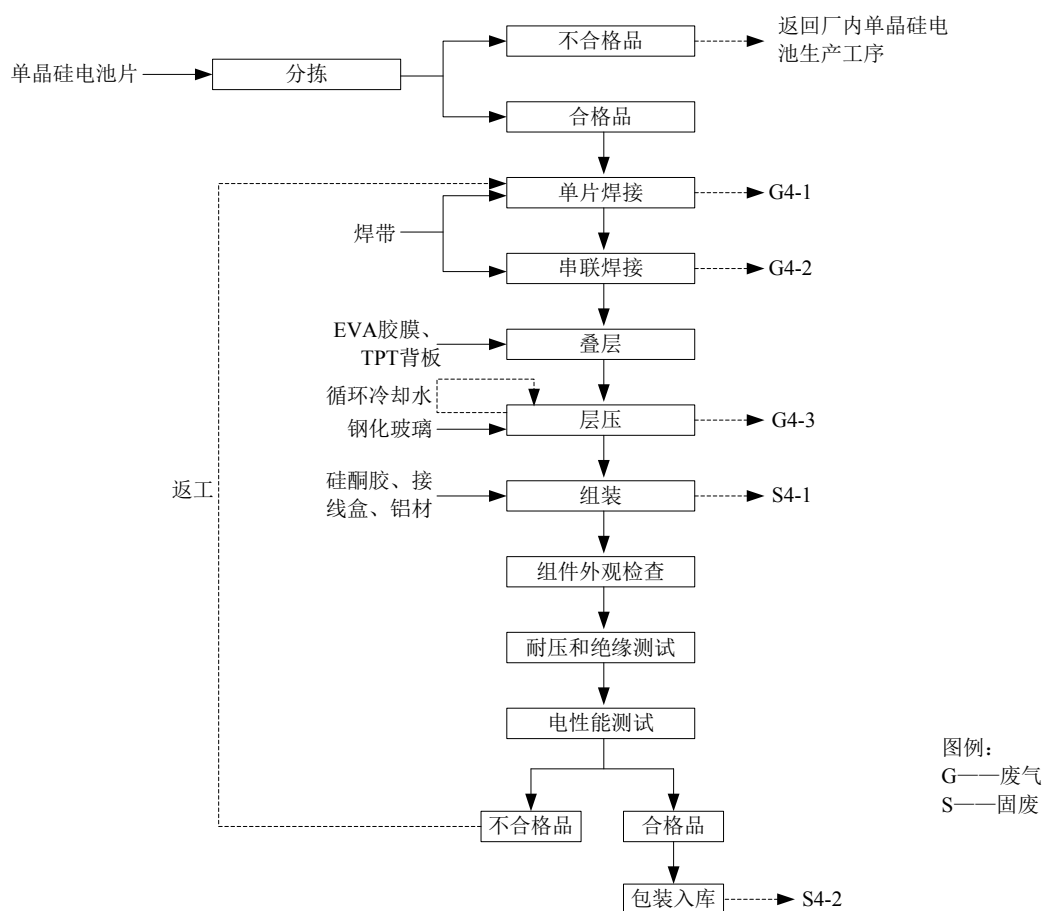 不合格品
返回厂内单晶硅电
池生产工序
单晶硅电池片
分拣
合格品
单片焊接
G4-1
焊带
串联焊接
G4-2
EVA胶膜、
TPT背板
叠层
循环冷却水
钢化玻璃
层压
G4-3
返工
硅酮胶、接
线盒、铝材
组装
S4-1
组件外观检查
耐压和绝缘测试
电性能测试
图例：
G——废气
S——固废
不合格品
合格品
包装入库
S4-2